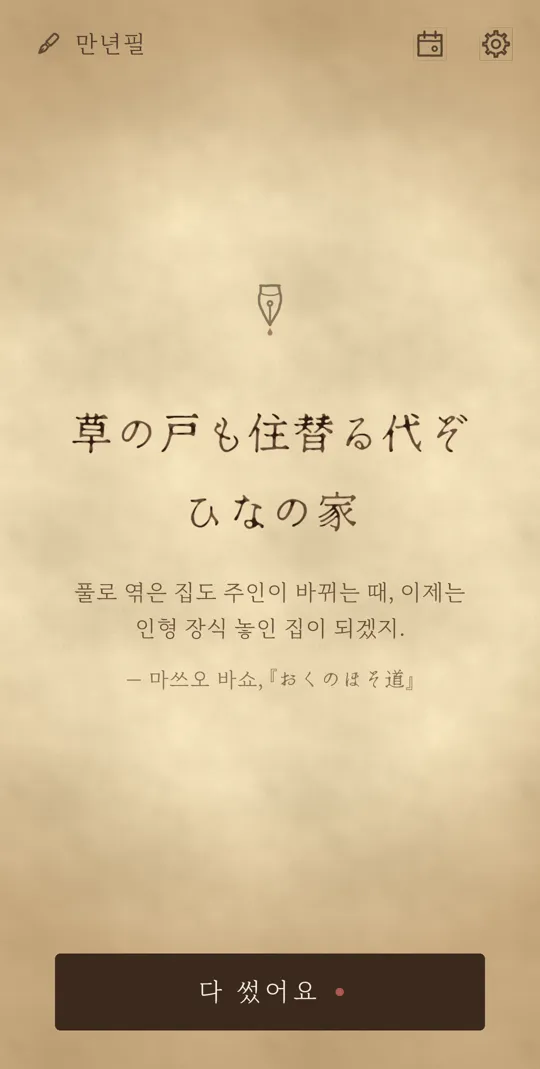 만년필
草の戸も住替る代ぞ
ひなの家
풀로 엮은 집도 주인이 바뀌는 때, 이제는
인형 장식 놓인 집이 되겠지.
— 마쓰오 바쇼,『おくのほそ道』
다 썼어요